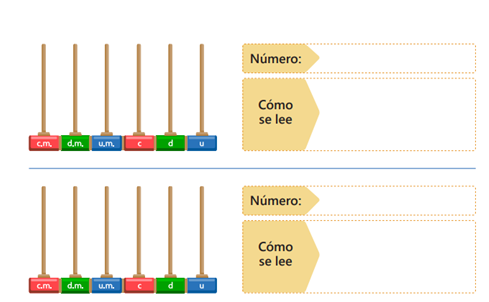 Número:
Cómo
se lee
c.m. d.m. u.m. c d u
Número:
Cómo
se lee
c.m. d.m. u.m. c d u